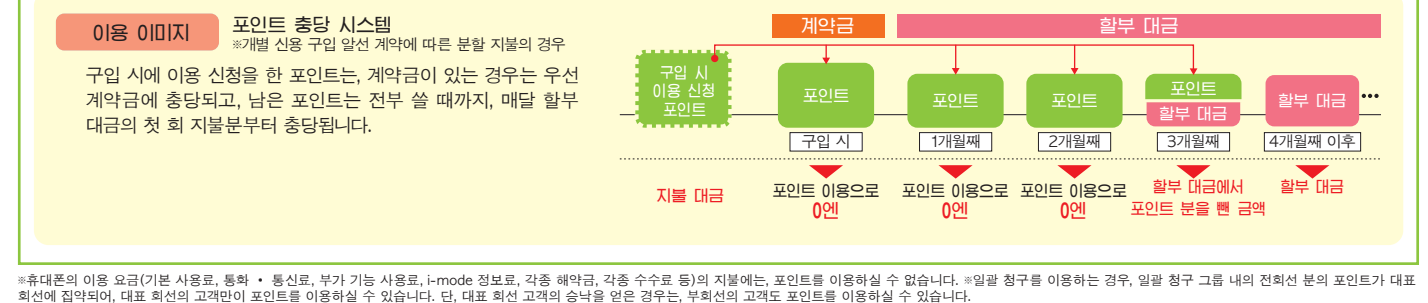 이용 이미지
포인트 충당 시스템
※개별 신용 구입 알선 계약에 따른 분할 지불의 경우
구입 시에 이용 신청을 한 포인트는, 계약금이 있는 경우는 우선
계약금에 충당되고, 남은 포인트는 전부 쓸 때까지, 매달 할부
대금의 첫 회 지불분부터 충당됩니다.
계약금
할부 대금
구입 시
이용 신청
포인트
포인트
포인트
포인트
포인트
할부 대금
할부 대금
•••
구입 시
1개월째
2개월째
3개월째
4개월째 이후
지불 대금
포인트 이용으로
0엔
포인트 이용으로
0엔
포인트 이용으로
0엔
할부 대금에서
포인트 분을 뺀 금액
할부 대금
※휴대폰의 이용 요금(기본 사용료, 통화 • 통신료, 부가 기능 사용료, i-mode 정보료, 각종 해약금, 각종 수수료 등)의 지불에는, 포인트를 이용하실 수 없습니다. ※일괄 청구를 이용하는 경우, 일괄 청구 그룹 내의 전회선 분의 포인트가 대표
회선에 집약되어, 대표 회선의 고객만이 포인트를 이용하실 수 있습니다. 단, 대표 회선 고객의 승낙을 얻은 경우는, 부회선의 고객도 포인트를 이용하실 수 있습니다.